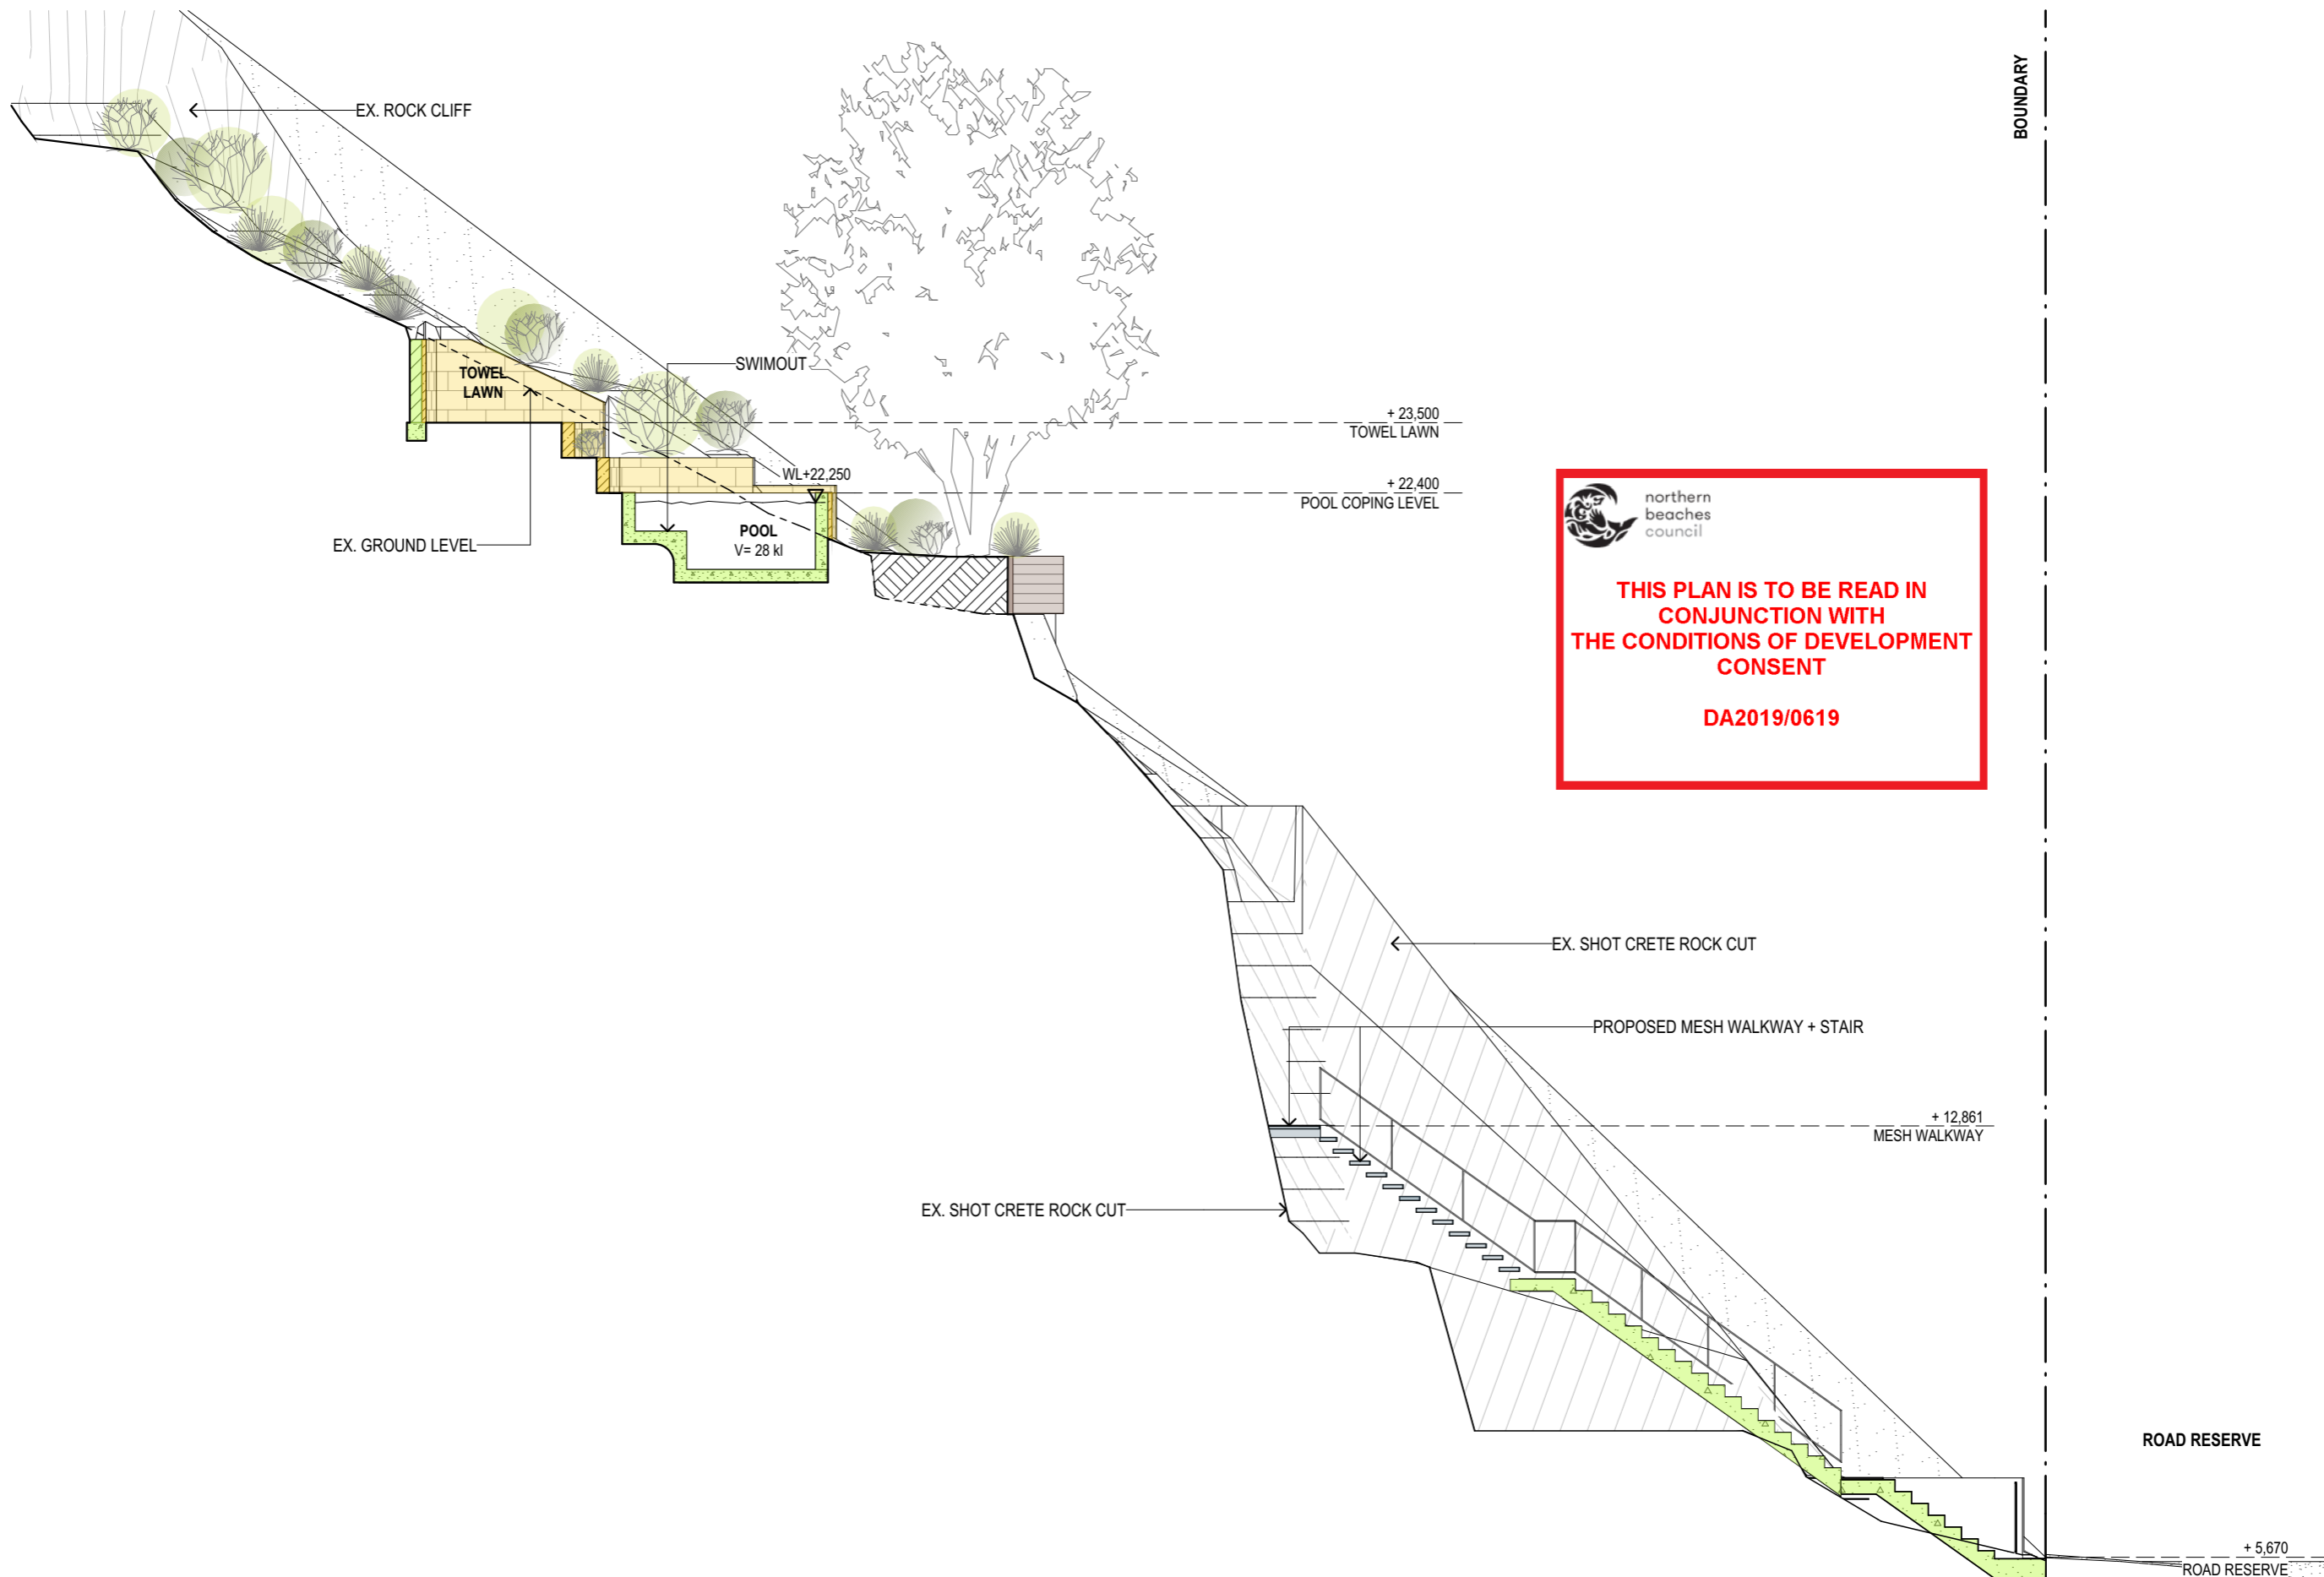 BOUNDARY
EX. ROCK CLIFF
SWIMOUT
TOWEL
LAWN
+ 23,500
TOWEL LAWN
WL+22,250
+ 22,400
POOL COPING LEVEL
POOL
V= 28 kl
EX. GROUND LEVEL
northern
beaches
council
THIS PLAN IS TO BE READ IN
CONJUNCTION WITH
THE CONDITIONS OF DEVELOPMENT
CONSENT
DA2019/0619
EX. SHOT CRETE ROCK CUT
PROPOSED MESH WALKWAY + STAIR
+ 12,861
MESH WALKWAY
EX. SHOT CRETE ROCK CUT
ROAD RESERVE
+ 5,670
ROAD RESERVE